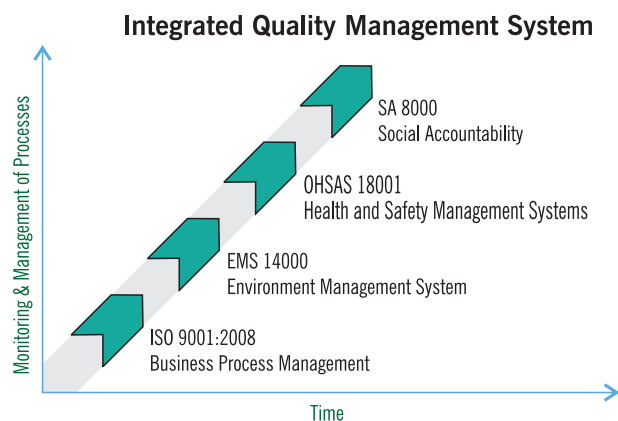 Integrated Quality Management System
Monitoring & Management of Processes
SA 8000
Social Accountability
OHSAS 18001
Health and Safety Management Systems
EMS 14000
Environment Management System
ISO 9001:2008
Business Process Management
Time